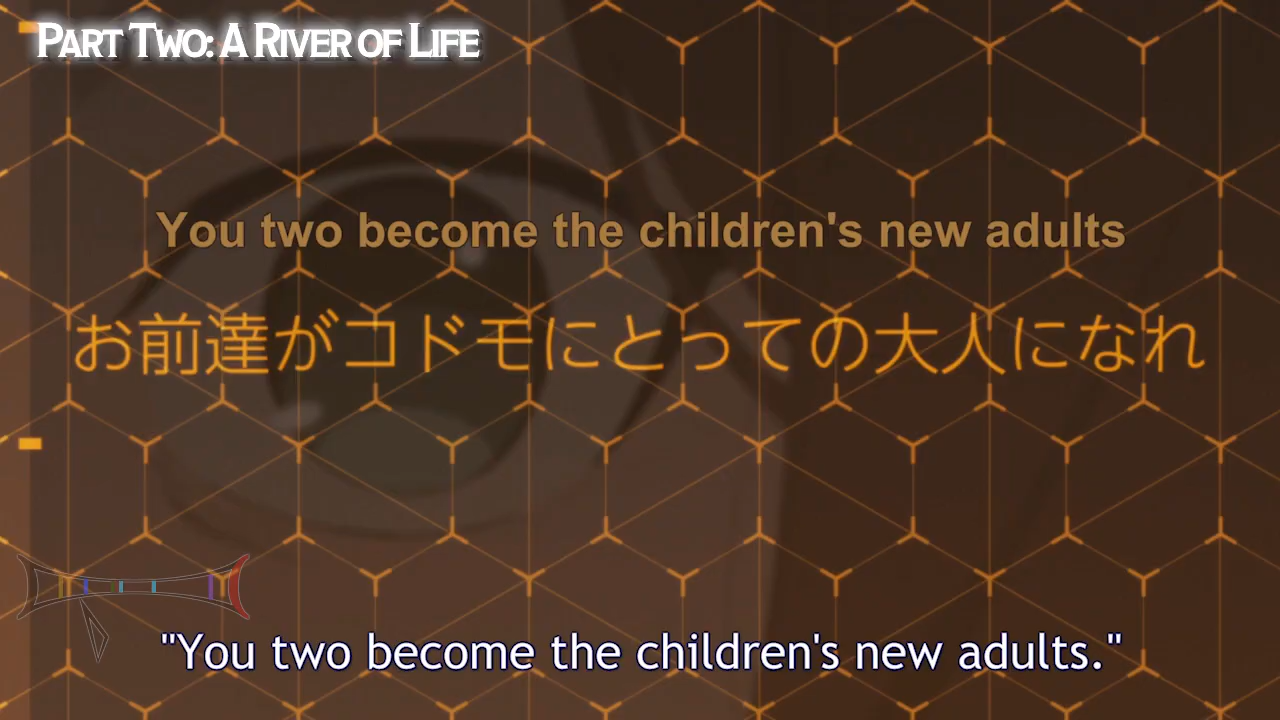 Part Two: A River of Life
You two become the children's new adults
お前達がコドモにとっての大人になれ
"You two become the children's new adults."